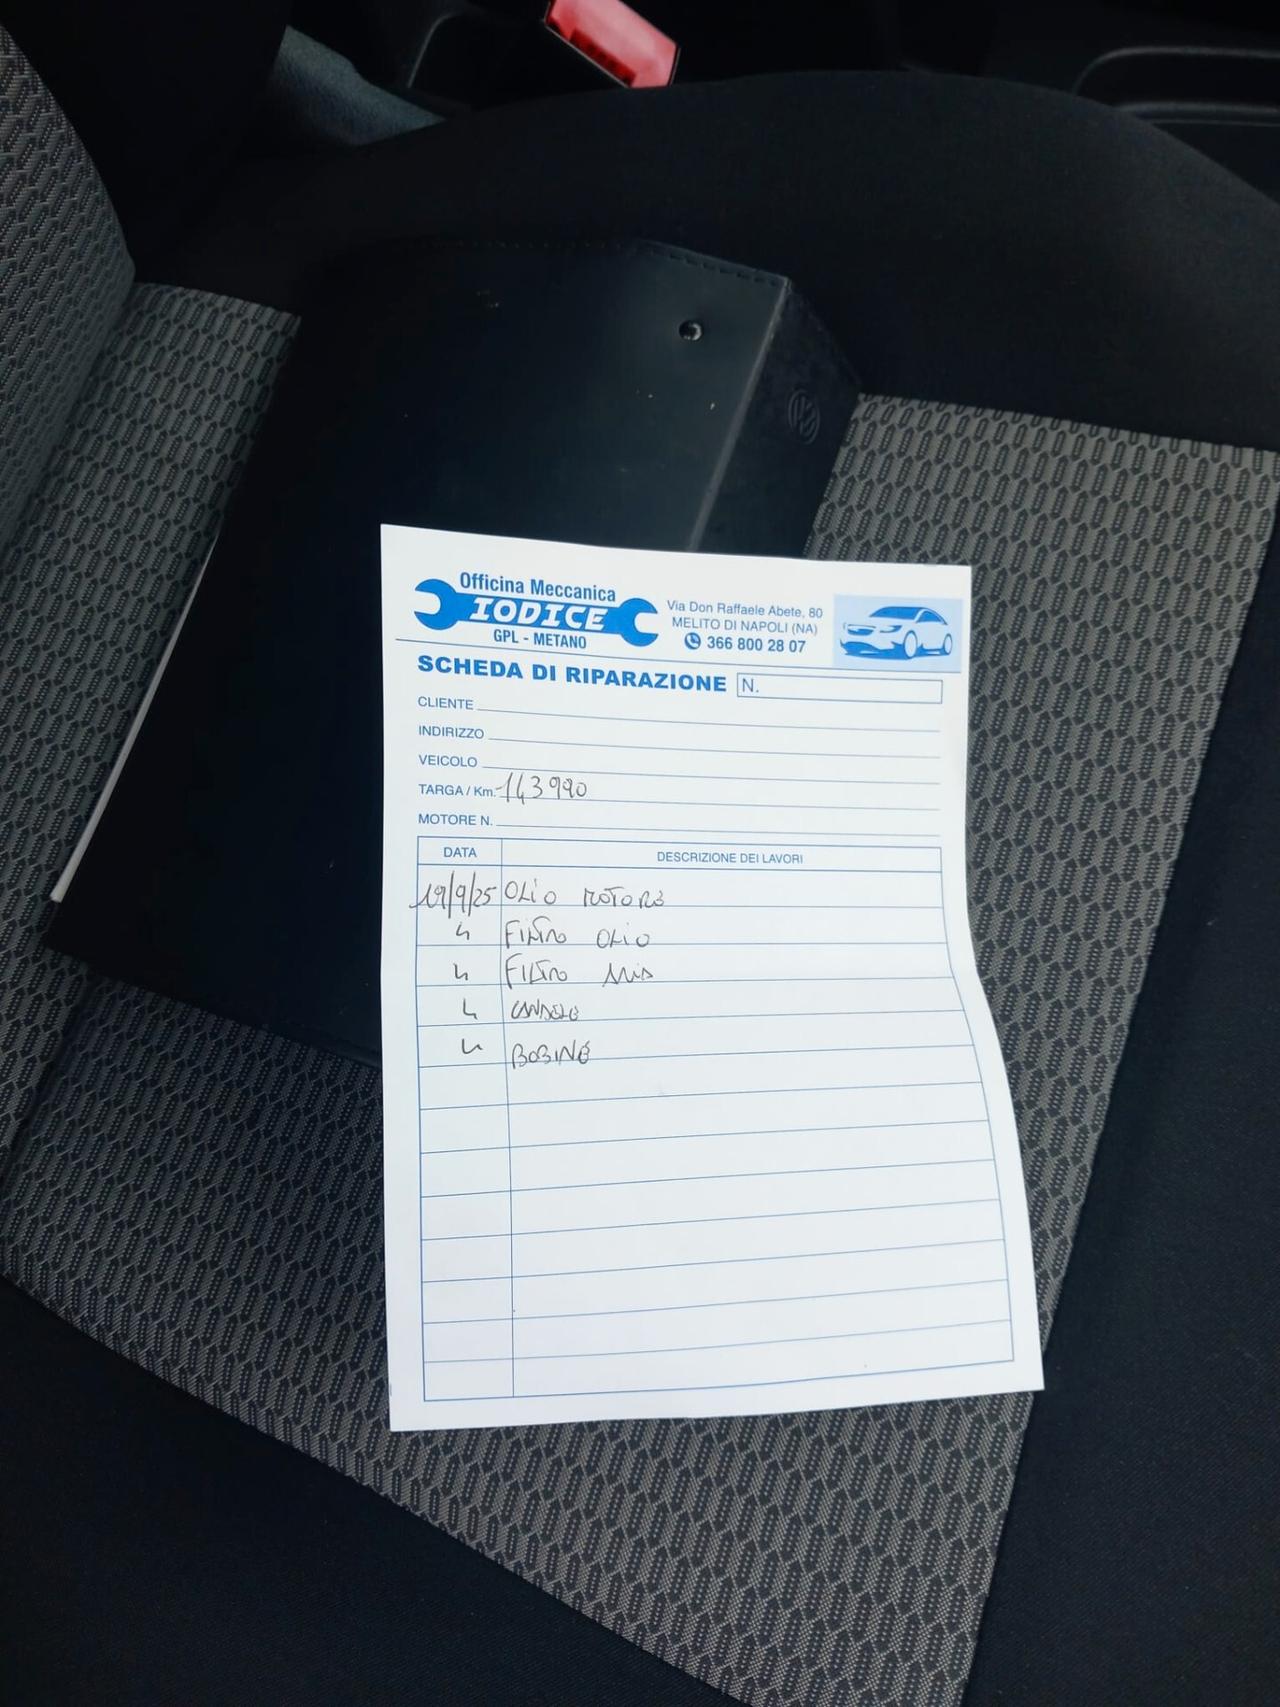 Officina Meccanica
IODICE
GPL - METANO
Via Don Raffaele Abete, 80
MELITO DI NAPOLI (NA)
366 800 28 07
SCHEDA DI RIPARAZIONE N.
CLIENTE
INDIRIZZO
VEICOLO
TARGA / Km. 143990
MOTORE N.
DATA DESCRIZIONE DEI LAVORI
19/9/25 OLIO MOTORE
FILTRO OLIO
FILTRO ARIA
CANDELE
BOBINE